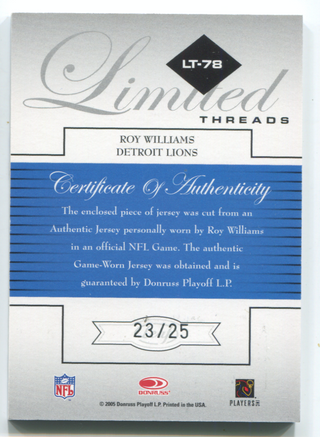 LT-78
Limited
THREADS
ROY WILLIAMS
DETROIT LIONS
Certificate Of Authenticity
The enclosed piece of jersey was cut from an
Authentic Jersey personally worn by Roy Williams
in an official NFL Game. The authentic
Game-Worn Jersey was obtained and is
guaranteed by Donruss Playoff L.P.
23/25
NFL
DONRUSS
PLAYERS
© 2005 Donruss Playoff L.P. Printed in the USA.